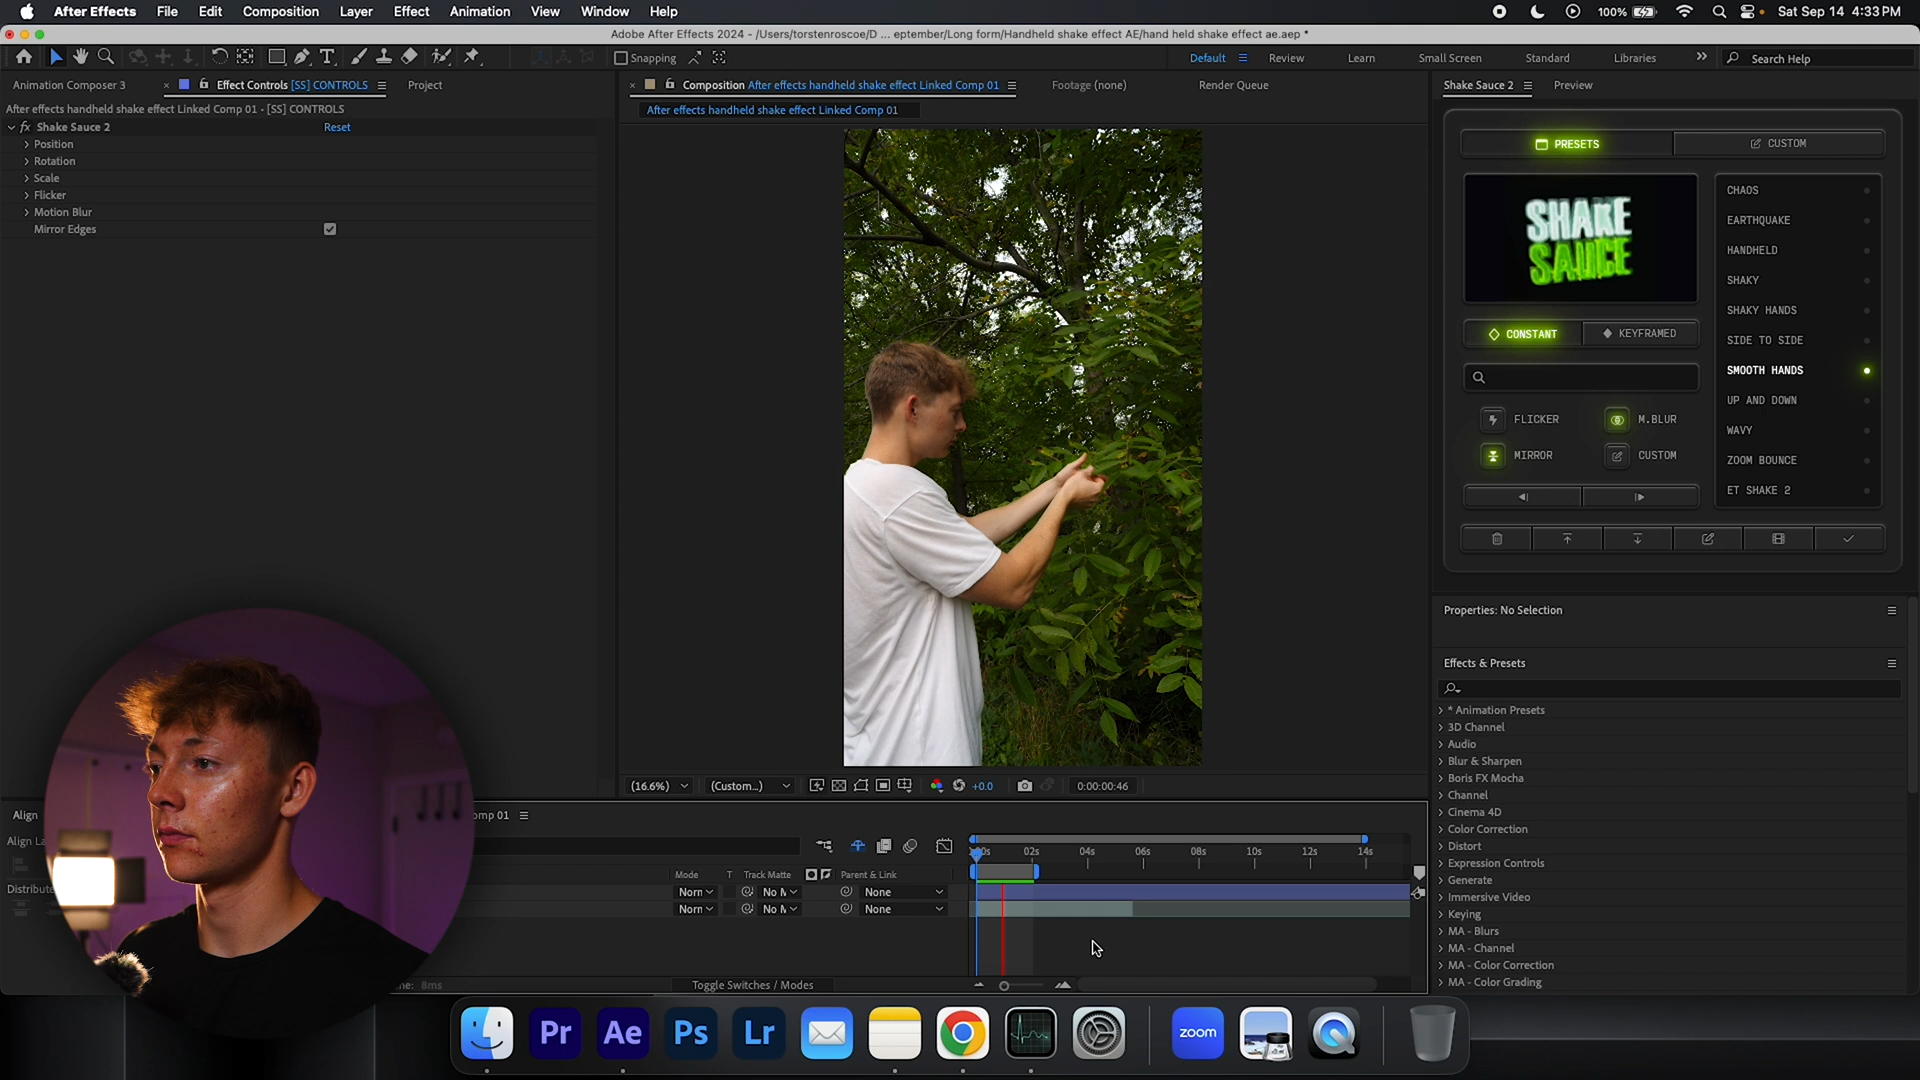 After Effects File Edit Composition Layer Effect Animation View Window Help 100% Sat Sep 14 4:33 PM
Adobe After Effects 2024 - /Users/torstenroscoe/D ... eptember/Long form/Handheld shake effect AE/hand held shake effect ae.aep *
Snapping Default Review Learn Small Screen Standard Libraries Search Help
Animation Composer 3 Effect Controls [SS] CONTROLS Project
Composition After effects handheld shake effect Linked Comp 01 Footage (none) Render Queue
Shake Sauce 2 Preview
After effects handheld shake effect Linked Comp 01 · [SS] CONTROLS
After effects handheld shake effect Linked Comp 01
fx Shake Sauce 2 Reset
Position
Rotation
Scale
Flicker
Motion Blur
Mirror Edges
PRESETS CUSTOM
SHAKE
SAUCE
CONSTANT KEYFRAMED
FLICKER M.BLUR
MIRROR CUSTOM
CHAOS
EARTHQUAKE
HANDHELD
SHAKY
SHAKY HANDS
SIDE TO SIDE
SMOOTH HANDS
UP AND DOWN
WAVY
ZOOM BOUNCE
ET SHAKE 2
Properties: No Selection
Effects & Presets
* Animation Presets
3D Channel
Audio
Blur & Sharpen
Boris FX Mocha
Channel
Cinema 4D
Color Correction
Distort
Expression Controls
Generate
Immersive Video
Keying
MA - Blurs
MA - Channel
MA - Color Correction
MA - Color Grading
(16.6%) (Custom...) +0.0 0:00:00:46
Align
omp 01
Align La
Distribute
02s 04s 06s 08s 10s 12s 14s
Mode T Track Matte Parent & Link
Norn No M None
Norn No M None
me: 8ms Toggle Switches / Modes
Pr Ae Ps Lr zoom